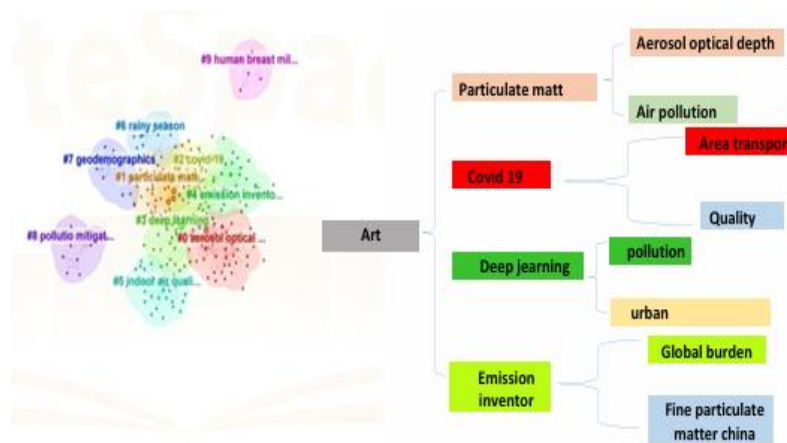 #9 human breast mil...
#6 rainy season
#7 geodemographics
#2 covid-19
#1 particulate matt...
#4 emission invento...
#3 deep learning
#8 pollutio mitigat...
#0 aerosol optical ...
#5 indoor air quali...
Art
Particulate matt
Aerosol optical depth
Air pollution
Covid 19
Area transpor
Quality
Deep jearning
pollution
urban
Emission
inventor
Global burden
Fine particulate
matter china